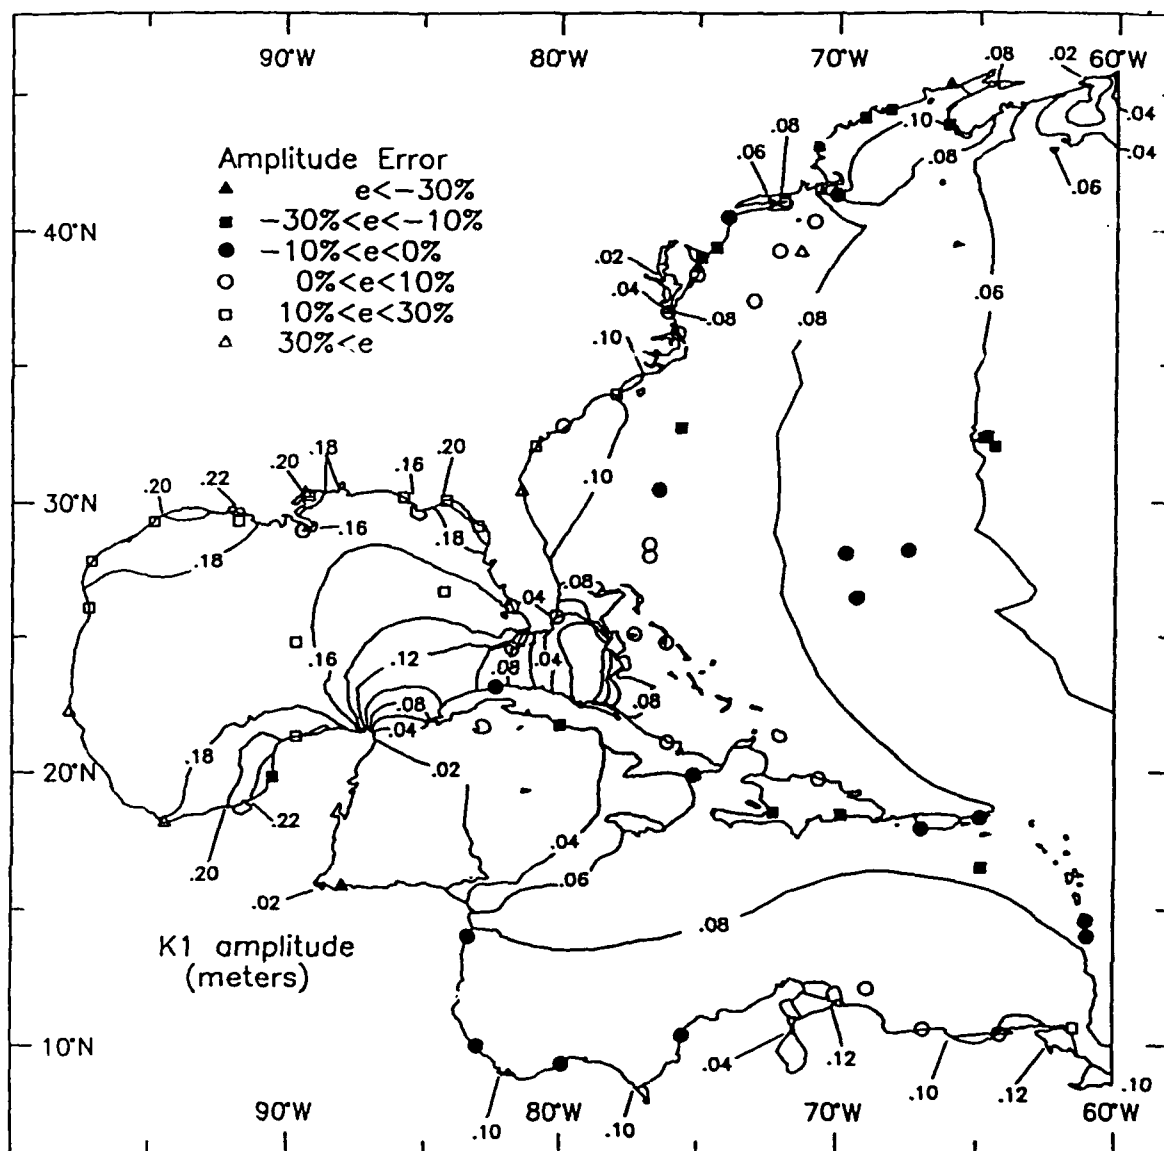 90°W 80°W 70°W 60°W
.08 .02
.04
.10
.08
.06
.08
.04
.06
Amplitude Error
e<-30%
-30%<e<-10%
-10%<e<0%
0%<e<10%
10%<e<30%
30%<e
40°N
.02
.04
.08
.08
.06
.10
.20 .22 .20 .18 .16 .20
.10
30°N
.16
.18
.18
.08
.04
.16
.12
.08
.04
.08
.08
.04
.18
.02
20°N
.22
.20
.04
.06
.02
.08
K1 amplitude
(meters)
10°N
.04
.12
.10
.12
.10
.10
.10
90°W 80°W 70°W 60°W